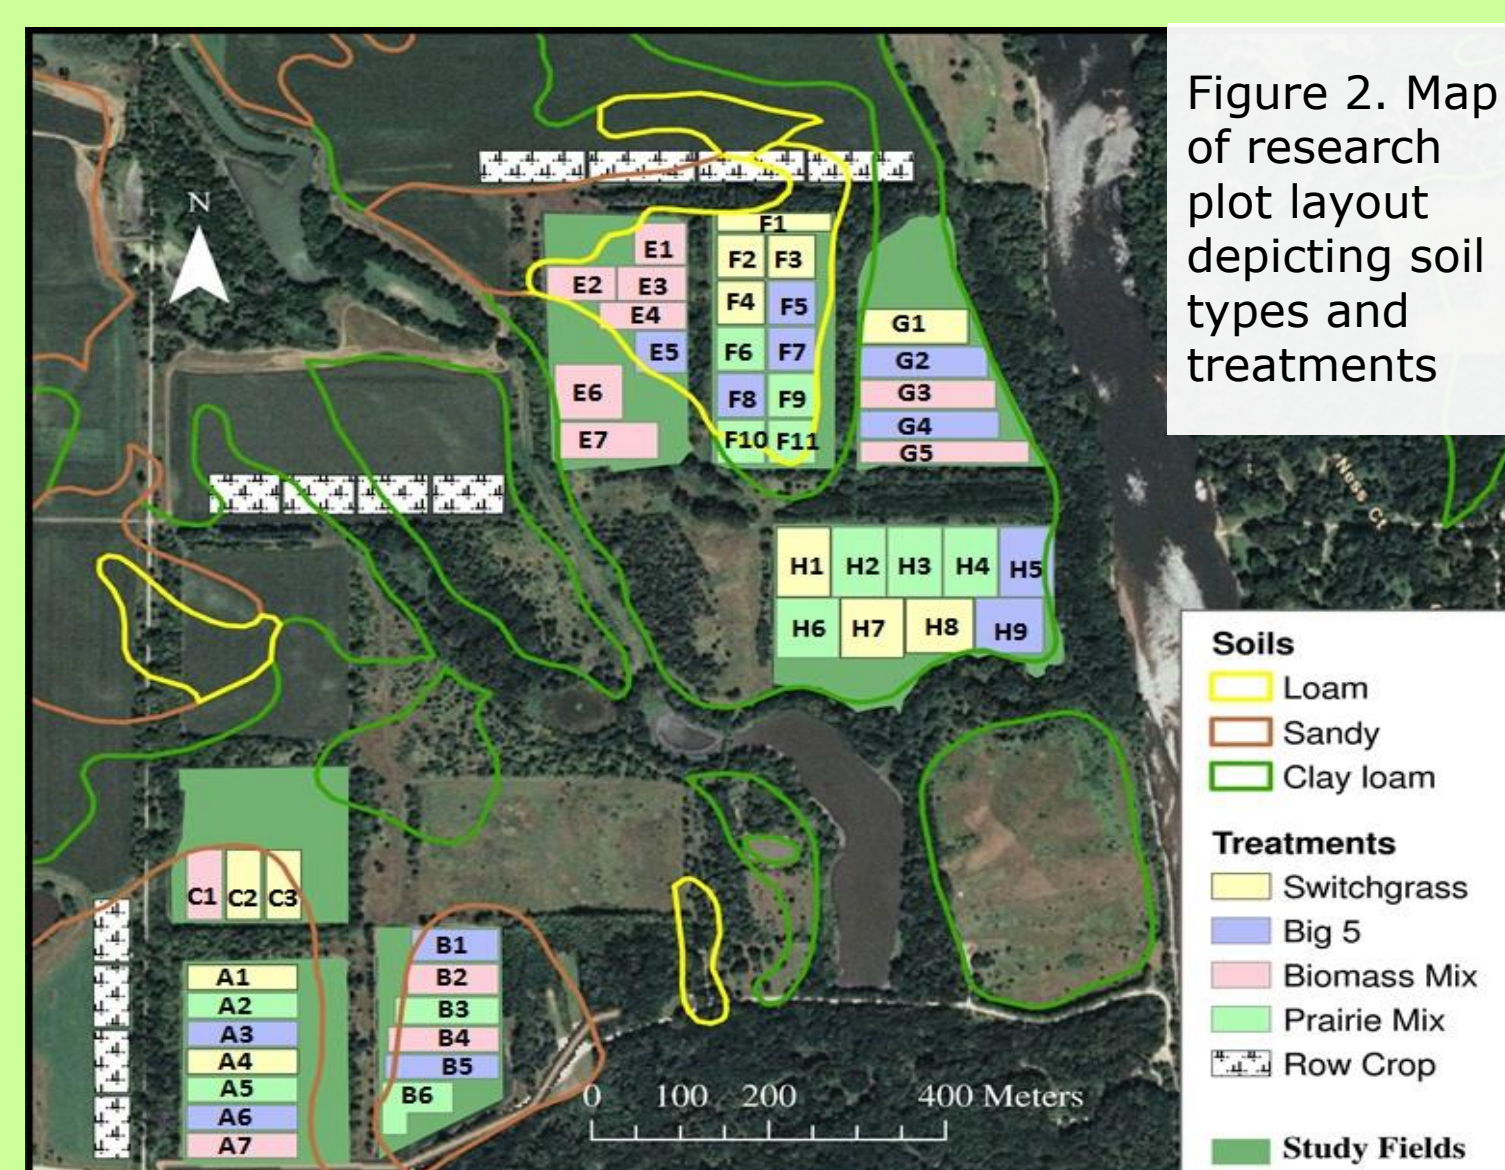 Figure 2. Map
of research
plot layout
depicting soil
types and
treatments
N
E1
E2
E3
E4
E5
E6
E7
F1
F2
F3
F4
F5
F6
F7
F8
F9
F10
F11
G1
G2
G3
G4
G5
Ness Ct
H1
H2
H3
H4
H5
H6
H7
H8
H9
C1
C2
C3
A1
A2
A3
A4
A5
A6
A7
B1
B2
B3
B4
B5
B6
0 100 200 400 Meters
Soils
Loam
Sandy
Clay loam
Treatments
Switchgrass
Big 5
Biomass Mix
Prairie Mix
Row Crop
Study Fields